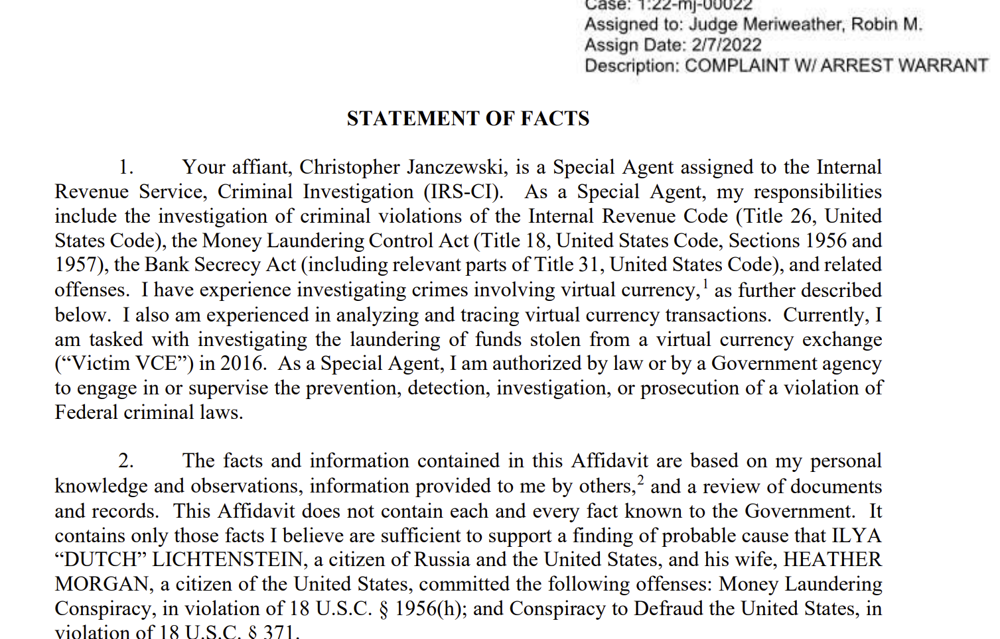 Case: 1:22-mj-00022
Assigned to: Judge Meriweather, Robin M.
Assign Date: 2/7/2022
Description: COMPLAINT W/ ARREST WARRANT
STATEMENT OF FACTS
1. Your affiant, Christopher Janczewski, is a Special Agent assigned to the Internal
Revenue Service, Criminal Investigation (IRS-CI). As a Special Agent, my responsibilities
include the investigation of criminal violations of the Internal Revenue Code (Title 26, United
States Code), the Money Laundering Control Act (Title 18, United States Code, Sections 1956 and
1957), the Bank Secrecy Act (including relevant parts of Title 31, United States Code), and related
offenses. I have experience investigating crimes involving virtual currency,1 as further described
below. I also am experienced in analyzing and tracing virtual currency transactions. Currently, I
am tasked with investigating the laundering of funds stolen from a virtual currency exchange
(“Victim VCE”) in 2016. As a Special Agent, I am authorized by law or by a Government agency
to engage in or supervise the prevention, detection, investigation, or prosecution of a violation of
Federal criminal laws.
2. The facts and information contained in this Affidavit are based on my personal
knowledge and observations, information provided to me by others,2 and a review of documents
and records. This Affidavit does not contain each and every fact known to the Government. It
contains only those facts I believe are sufficient to support a finding of probable cause that ILYA
“DUTCH” LICHTENSTEIN, a citizen of Russia and the United States, and his wife, HEATHER
MORGAN, a citizen of the United States, committed the following offenses: Money Laundering
Conspiracy, in violation of 18 U.S.C. § 1956(h); and Conspiracy to Defraud the United States, in
violation of 18 U.S.C. § 371.